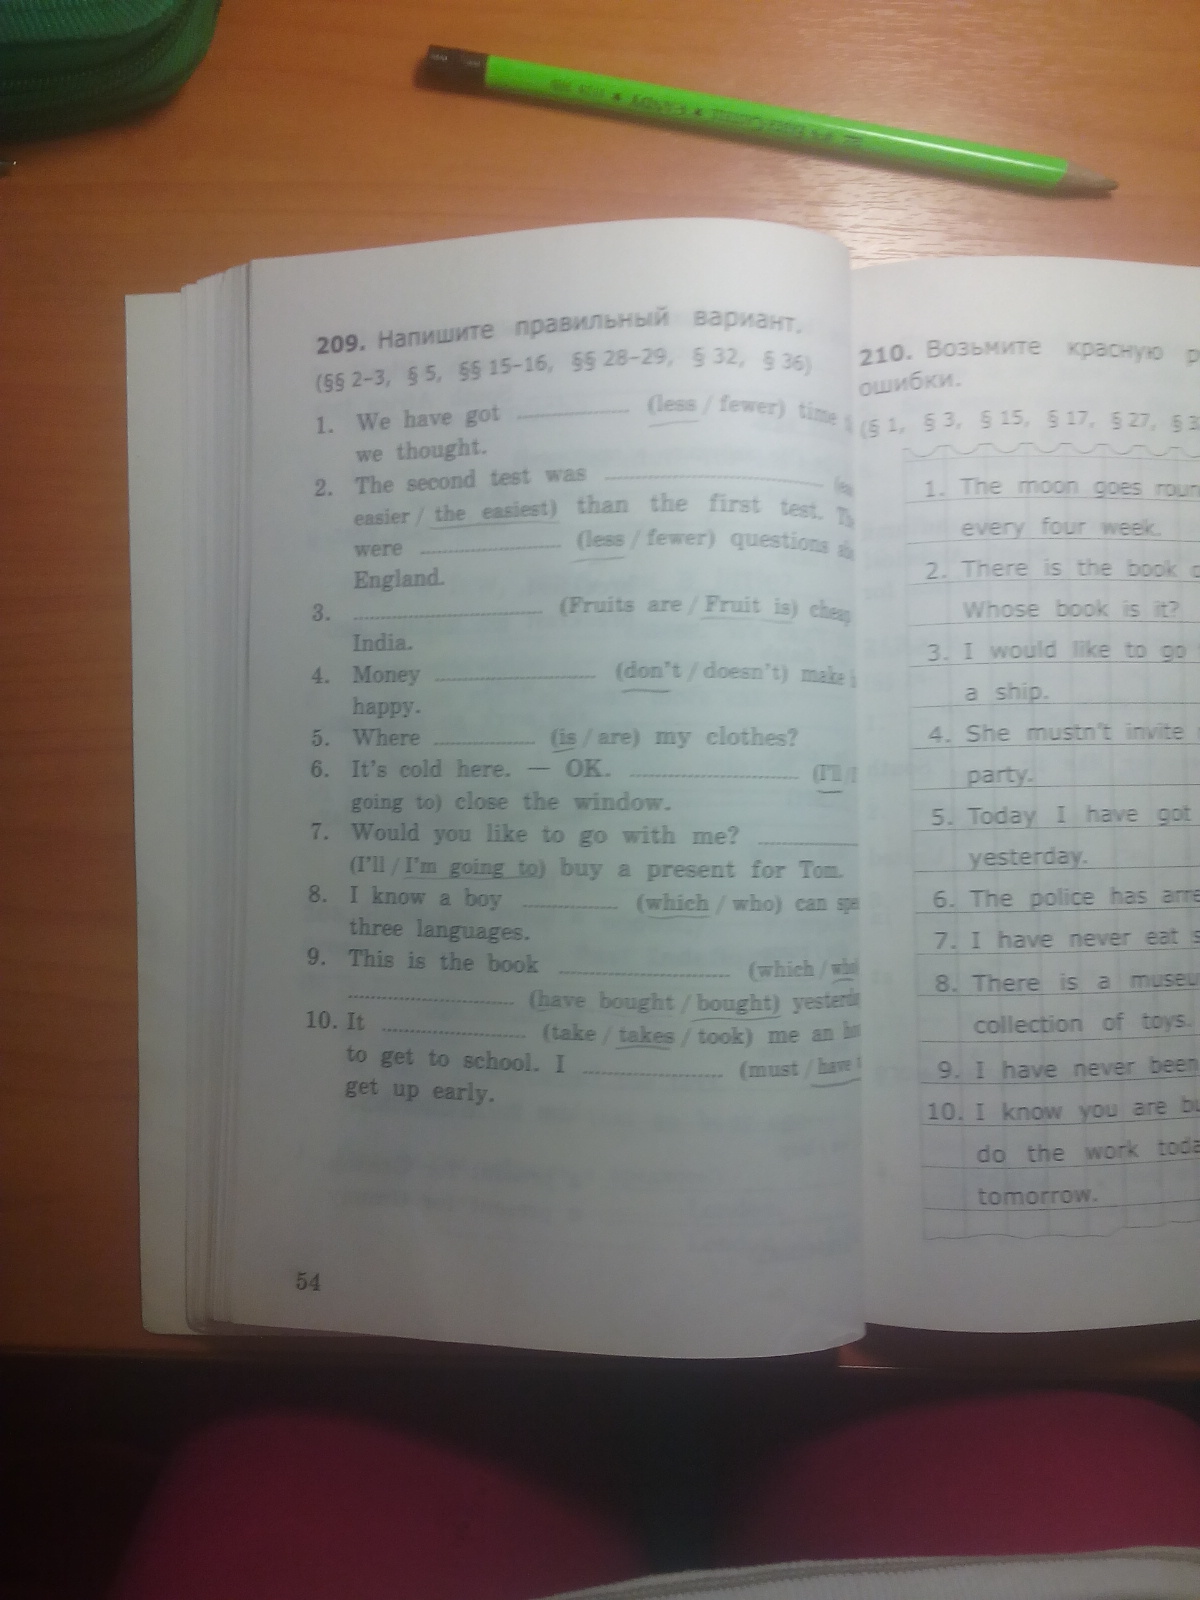 209. Напишите правильный вариант.
(§§ 2–3, § 5, §§ 15–16, §§ 28–29, § 32, § 36)
1. We have got (less / fewer) time
we thought.
2. The second test was
easier / the easiest) than the first test.
were (less / fewer) questions
England.
3. (Fruits are / Fruit is)
India.
4. Money (don't / doesn't) make
happy.
5. Where (is / are) my clothes?
6. It's cold here. — OK. (I'll /
going to) close the window.
7. Would you like to go with me?
(I'll / I'm going to) buy a present for Tom.
8. I know a boy (which / who) can
three languages.
9. This is the book (which /
(have bought / bought)
10. It (take / takes / took) me an
to get to school. I (must / have
get up early.
54
210. Возьмите красную
ошибки.
(§ 1, § 3, § 15, § 17, § 27, §
1. The moon goes
every four week.
2. There is the book
Whose book is it?
3. I would like to go
a ship.
4. She mustn't invite
party.
5. Today I have got
yesterday.
6. The police has
7. I have never eat
8. There is a
collection of toys.
9. I have never been
10. I know you are
do the work
tomorrow.